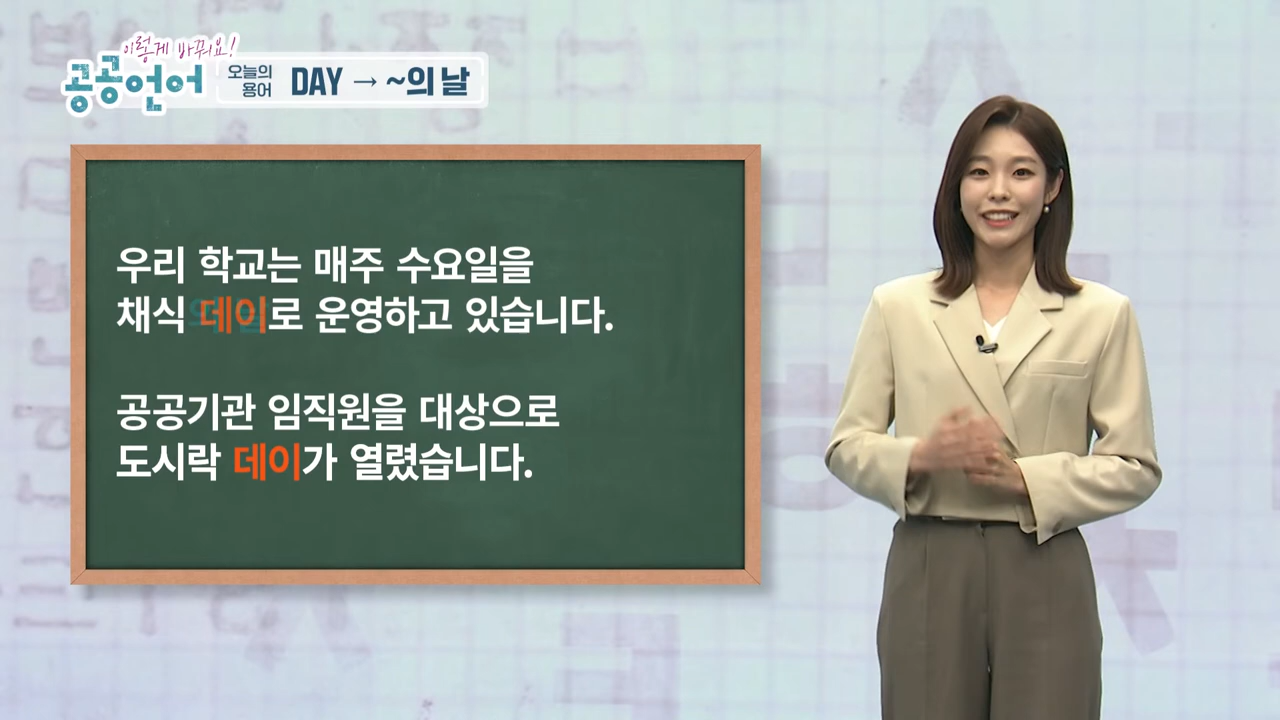 이렇게 바꿔요!
공공언어
오늘의
용어
DAY → ~의 날
우리 학교는 매주 수요일을
채식 데이로 운영하고 있습니다.
공공기관 임직원을 대상으로
도시락 데이가 열렸습니다.